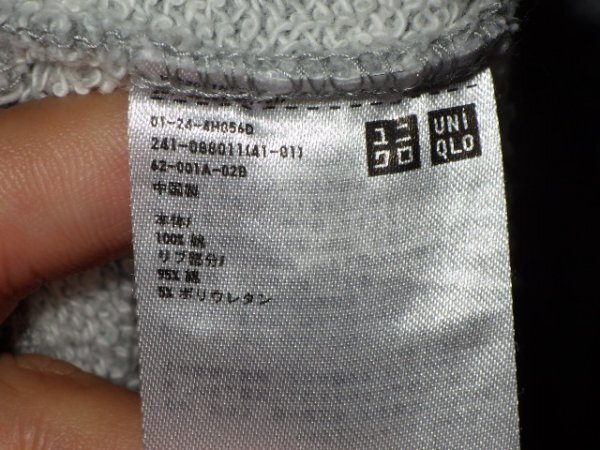 01-24-4H056D
241-088011(41-01)
62-001A-02B
中国製
本体/
100% 綿
リブ部分/
95% 綿
5% ポリウレタン
ユニ
クロ
UNI
QLO